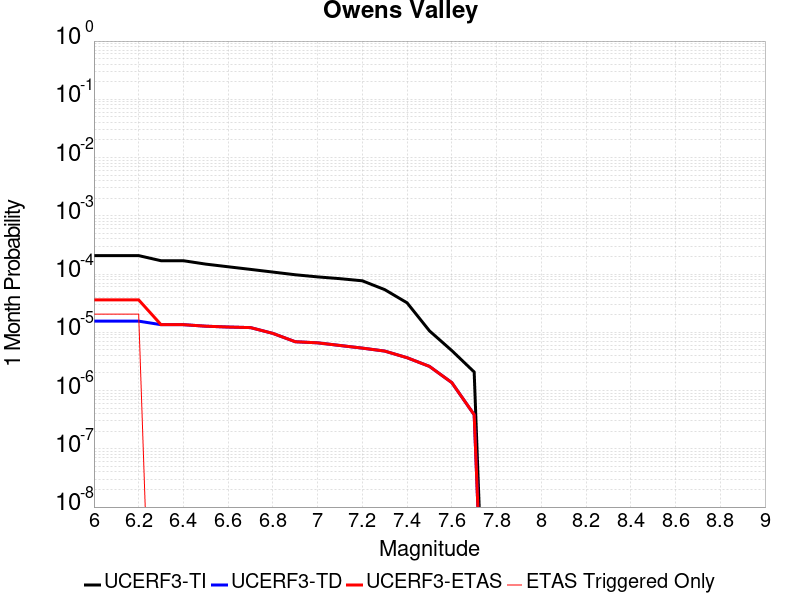 Owens Valley
10^0
10^-1
10^-2
10^-3
10^-4
10^-5
10^-6
10^-7
10^-8
1 Month Probability
6 6.2 6.4 6.6 6.8 7 7.2 7.4 7.6 7.8 8 8.2 8.4 8.6 8.8 9
Magnitude
UCERF3-TI UCERF3-TD UCERF3-ETAS ETAS Triggered Only